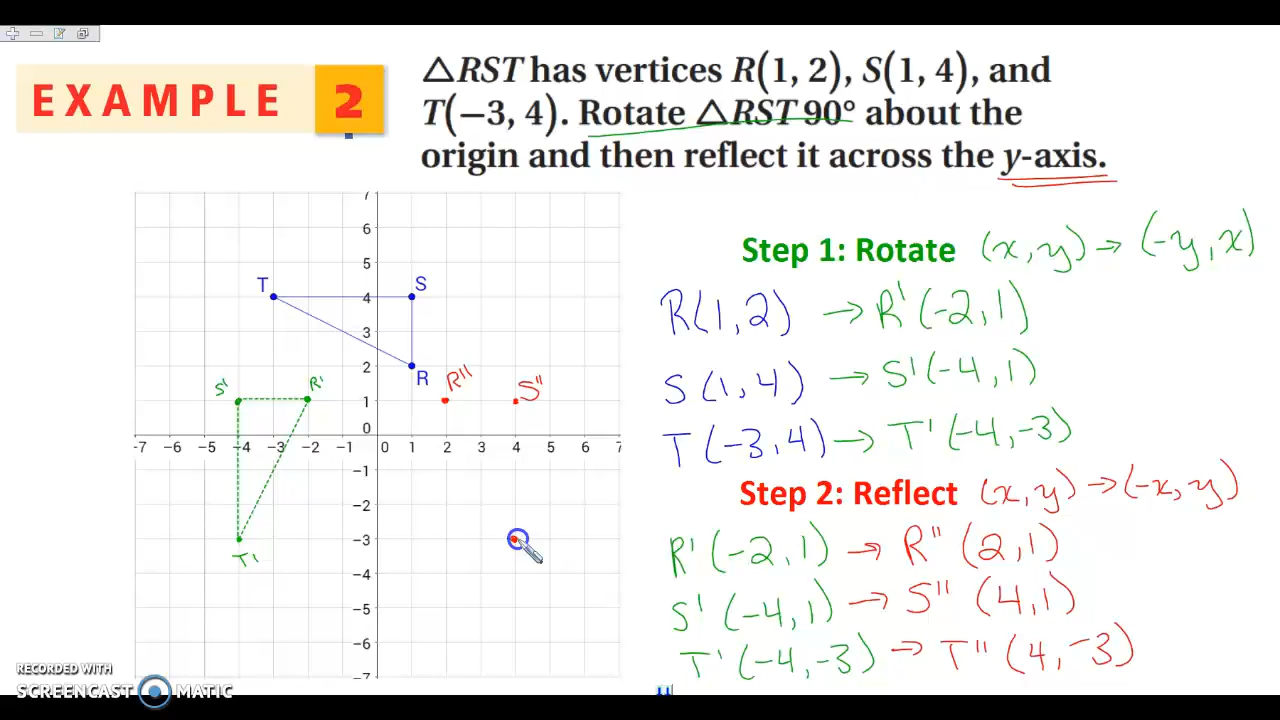 EXAMPLE 2
△RST has vertices R(1, 2), S(1, 4), and
T(−3, 4). Rotate △RST 90° about the
origin and then reflect it across the y-axis.
Step 1: Rotate (x, y) → (-y, x)
R(1, 2) → R'(-2, 1)
S(1, 4) → S'(-4, 1)
T(-3, 4) → T'(-4, -3)
Step 2: Reflect (x, y) → (-x, y)
R'(-2, 1) → R"(2, 1)
S'(-4, 1) → S"(4, 1)
T'(-4, -3) → T"(4, -3)
7
6
5
T S
4
3
2
R
S' R' R" S"
1
0
-7 -6 -5 -4 -3 -2 -1 1 2 3 4 5 6 7
-1
-2
-3
T'
-4
-5
-6
-7
RECORDED WITH
SCREENCAST MATIC